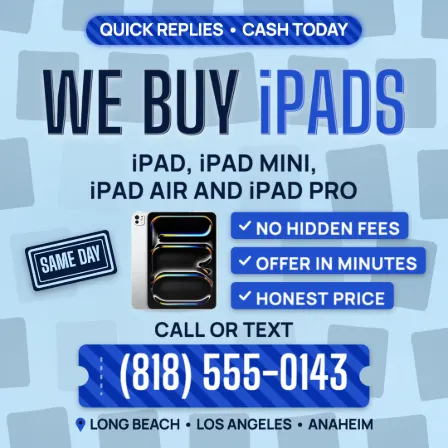 QUICK REPLIES • CASH TODAY
WE BUY iPADS
iPAD, iPAD MINI,
iPAD AIR AND iPAD PRO
SAME DAY
✓ NO HIDDEN FEES
✓ OFFER IN MINUTES
✓ HONEST PRICE
CALL OR TEXT
(818) 555-0143
LONG BEACH • LOS ANGELES • ANAHEIM